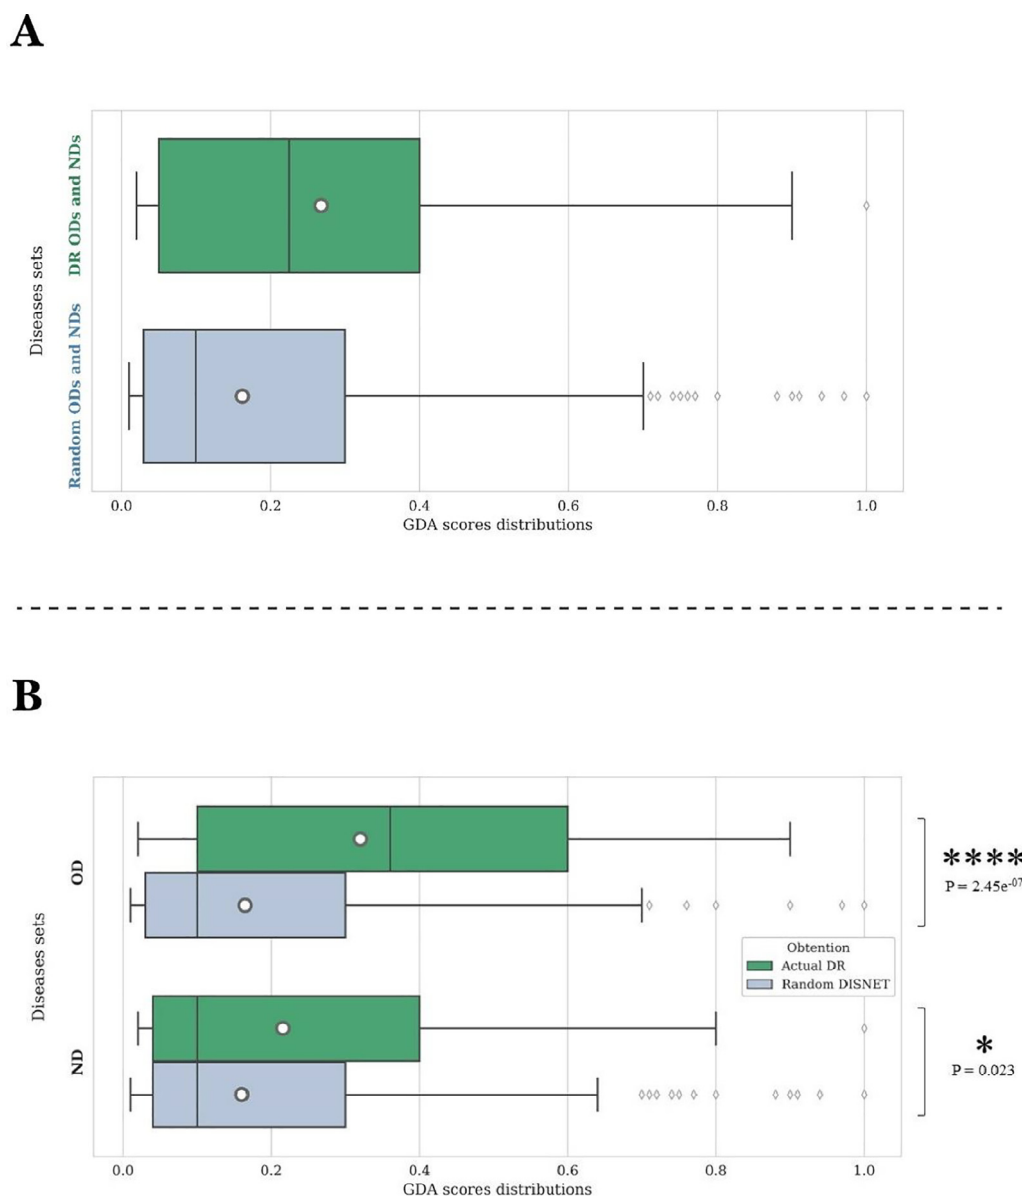 A
Diseases sets
DR ODs and NDs
Random ODs and NDs
0.0 0.2 0.4 0.6 0.8 1.0
GDA scores distributions
B
Diseases sets
OD
ND
****
P = 2.45e-07
Obtention
Actual DR
Random DISNET
*
P = 0.023
0.0 0.2 0.4 0.6 0.8 1.0
GDA scores distributions